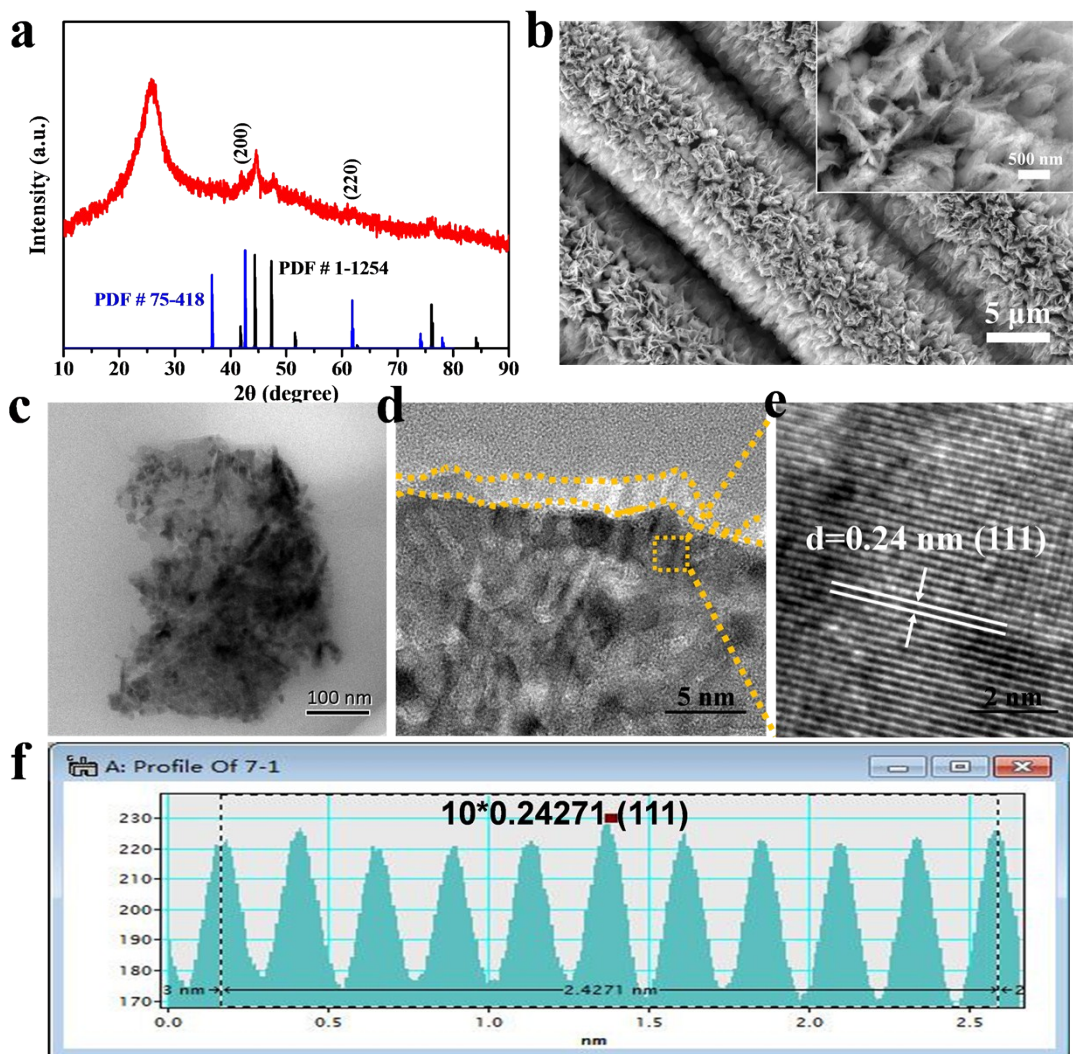 a
Intensity (a.u.)
(200)
(220)
PDF # 75-418
PDF # 1-1254
10 20 30 40 50 60 70 80 90
2θ (degree)
b
500 nm
5 μm
c
100 nm
d
5 nm
e
d=0.24 nm (111)
2 nm
f
A: Profile Of 7-1
10*0.24271 (111)
230
220
210
200
190
180
170
3 nm
2.4271 nm
2
0.0 0.5 1.0 1.5 2.0 2.5
nm